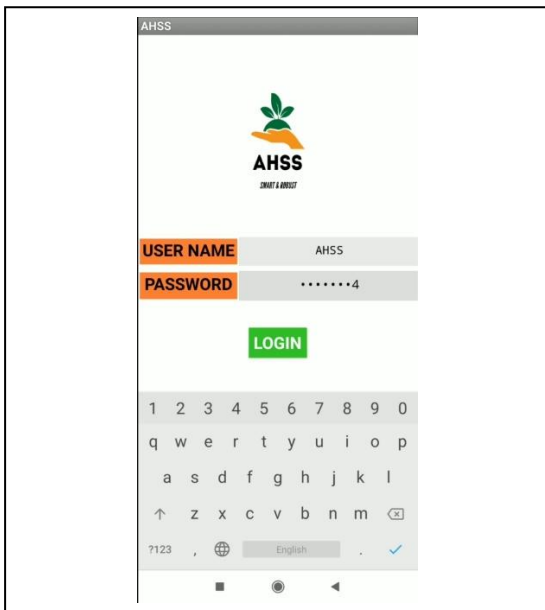 AHSS
AHSS
SMART & ROBUST
USER NAME AHSS
PASSWORD •••••••4
LOGIN
1 2 3 4 5 6 7 8 9 0
q w e r t y u i o p
a s d f g h j k l
z x c v b n m
?123 , English .